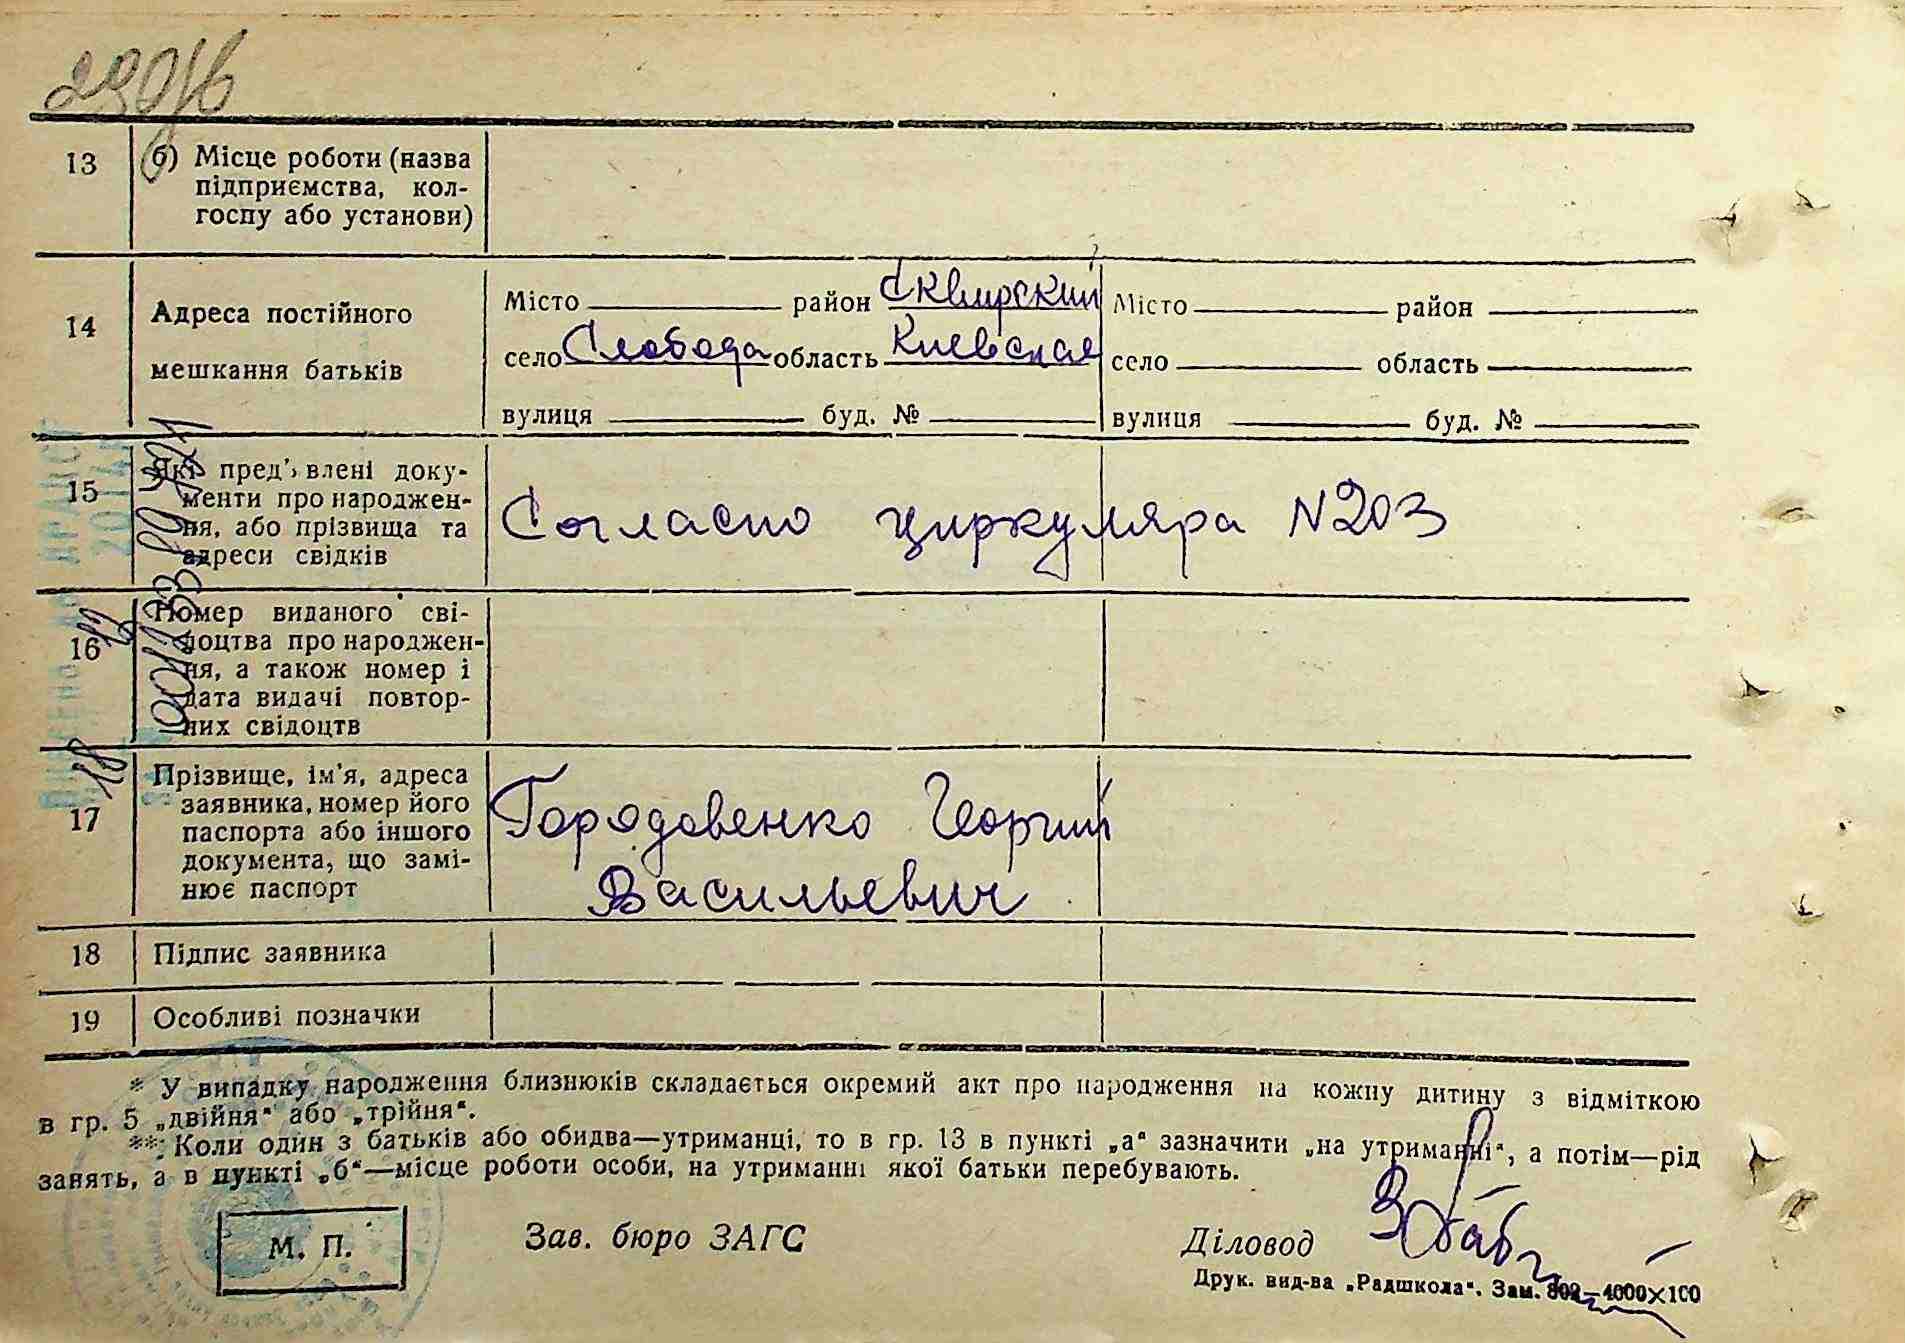 13 б) Місце роботи (назва
підприємства, кол-
госпу або установи)
14 Адреса постійного
мешкання батьків
Місто район Сквирский
село Слобода область Киевская
вулиця буд. №
Місто район
село область
вулиця буд. №
15 Які пред'явлені доку-
менти про народжен-
ня, або прізвища та
адреси свідків
Согласно циркуляра N203
16 Номер виданого сві-
доцтва про народжен-
ня, а також номер і
дата видачі повтор-
них свідоцтв
17 Прізвище, ім'я, адреса
заявника, номер його
паспорта або іншого
документа, що замі-
нює паспорт
Городовенко Георгий
Васильевич
18 Підпис заявника
19 Особливі позначки
* У випадку народження близнюків складається окремий акт про народження на кожну дитину з відміткою
в гр. 5 „двійня“ або „трійня“.
** Коли один з батьків або обидва—утриманці, то в гр. 13 в пункті „а“ зазначити „на утриманні“, а потім—рід
занять, а в пункті „б“—місце роботи особи, на утриманні якої батьки перебувають.
М. П.
Зав. бюро ЗАГС
Діловод
Друк. вид-ва „Радшкола“. Зам. 802—4000×100